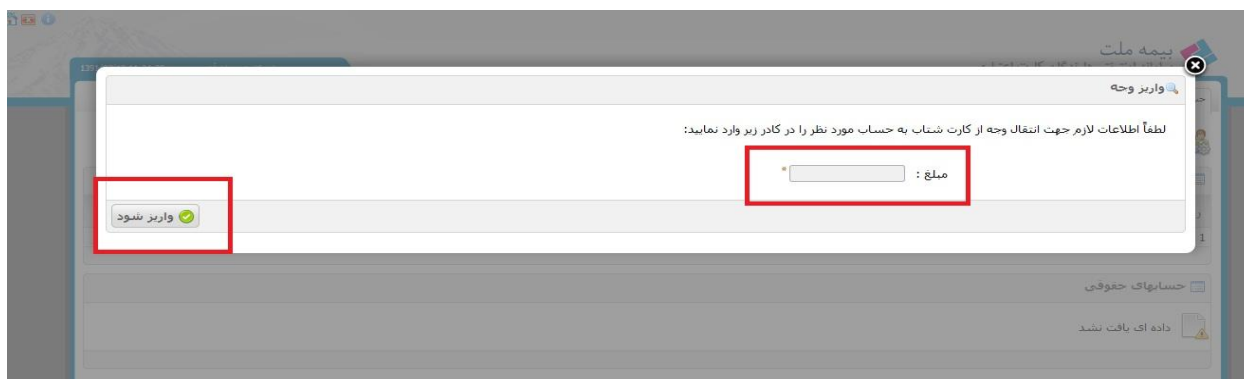 بیمه ملت
واریز وجه
لطفاً اطلاعات لازم جهت انتقال وجه از کارت شتاب به حساب مورد نظر را در کادر زیر وارد نمایید:
مبلغ : *
واریز شود
1
حسابهای حقوقی
داده ای یافت نشد